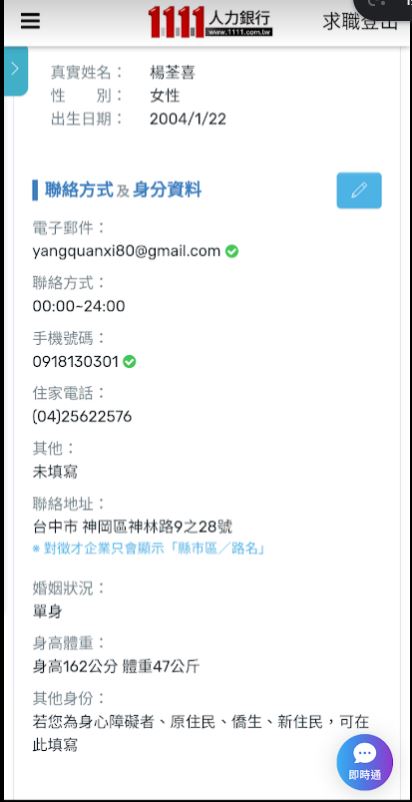 1111 人力銀行
www.1111.com.tw
求職登出
真實姓名： 楊荃喜
性 別： 女性
出生日期： 2004/1/22
聯絡方式 及 身分資料
電子郵件：
yangquanxi80@gmail.com
聯絡方式：
00:00~24:00
手機號碼：
0918130301
住家電話：
(04)25622576
其他：
未填寫
聯絡地址：
台中市 神岡區神林路9之28號
※ 對徵才企業只會顯示「縣市區／路名」
婚姻狀況：
單身
身高體重：
身高162公分 體重47公斤
其他身份：
若您為身心障礙者、原住民、僑生、新住民，可在
此填寫
即時通